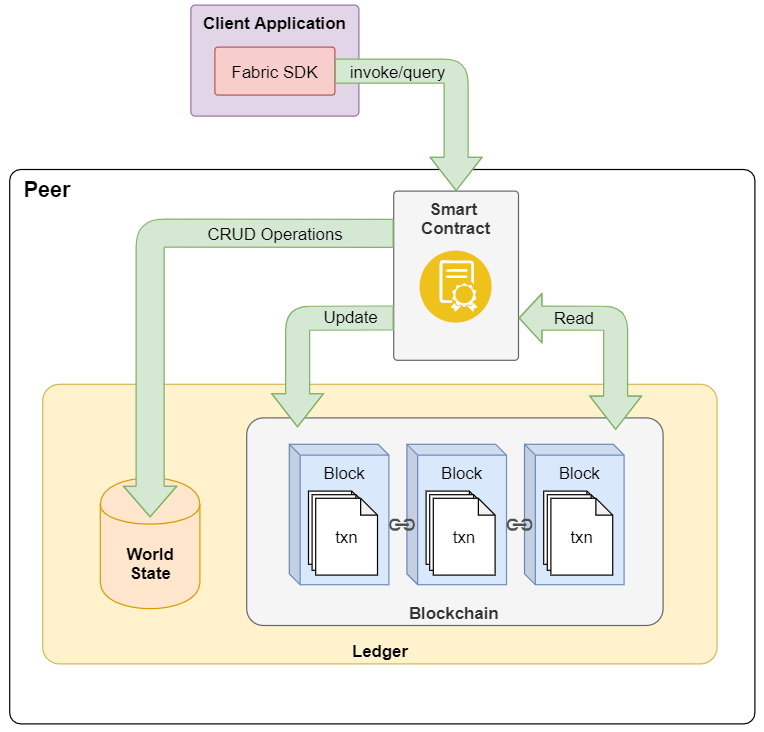 Client Application
Fabric SDK
invoke/query
Peer
Smart
Contract
CRUD Operations
Update
Read
Block
Block
Block
txn
txn
txn
World
State
Blockchain
Ledger